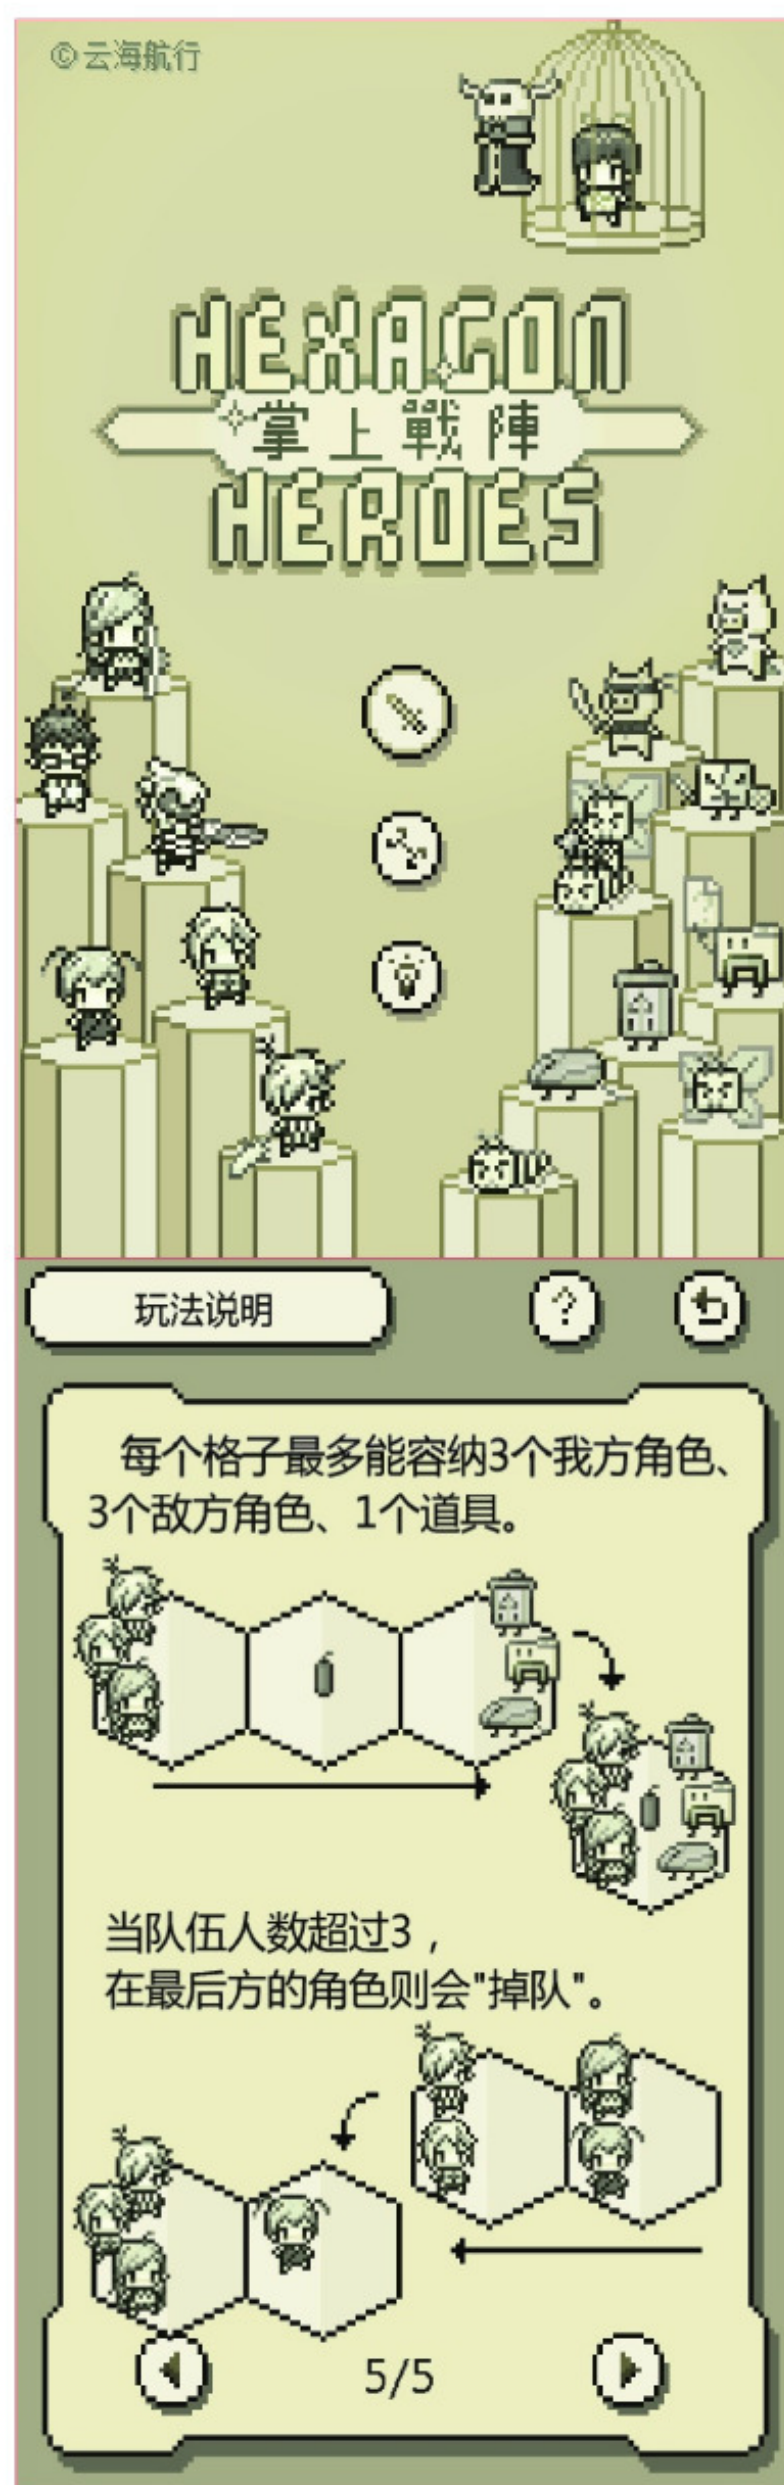 ©云海航行
HEXAGON
掌上戰陣
HEROES
玩法说明
?
每个格子最多能容纳3个我方角色、
3个敌方角色、1个道具。
当队伍人数超过3，
在最后方的角色则会"掉队"。
5/5